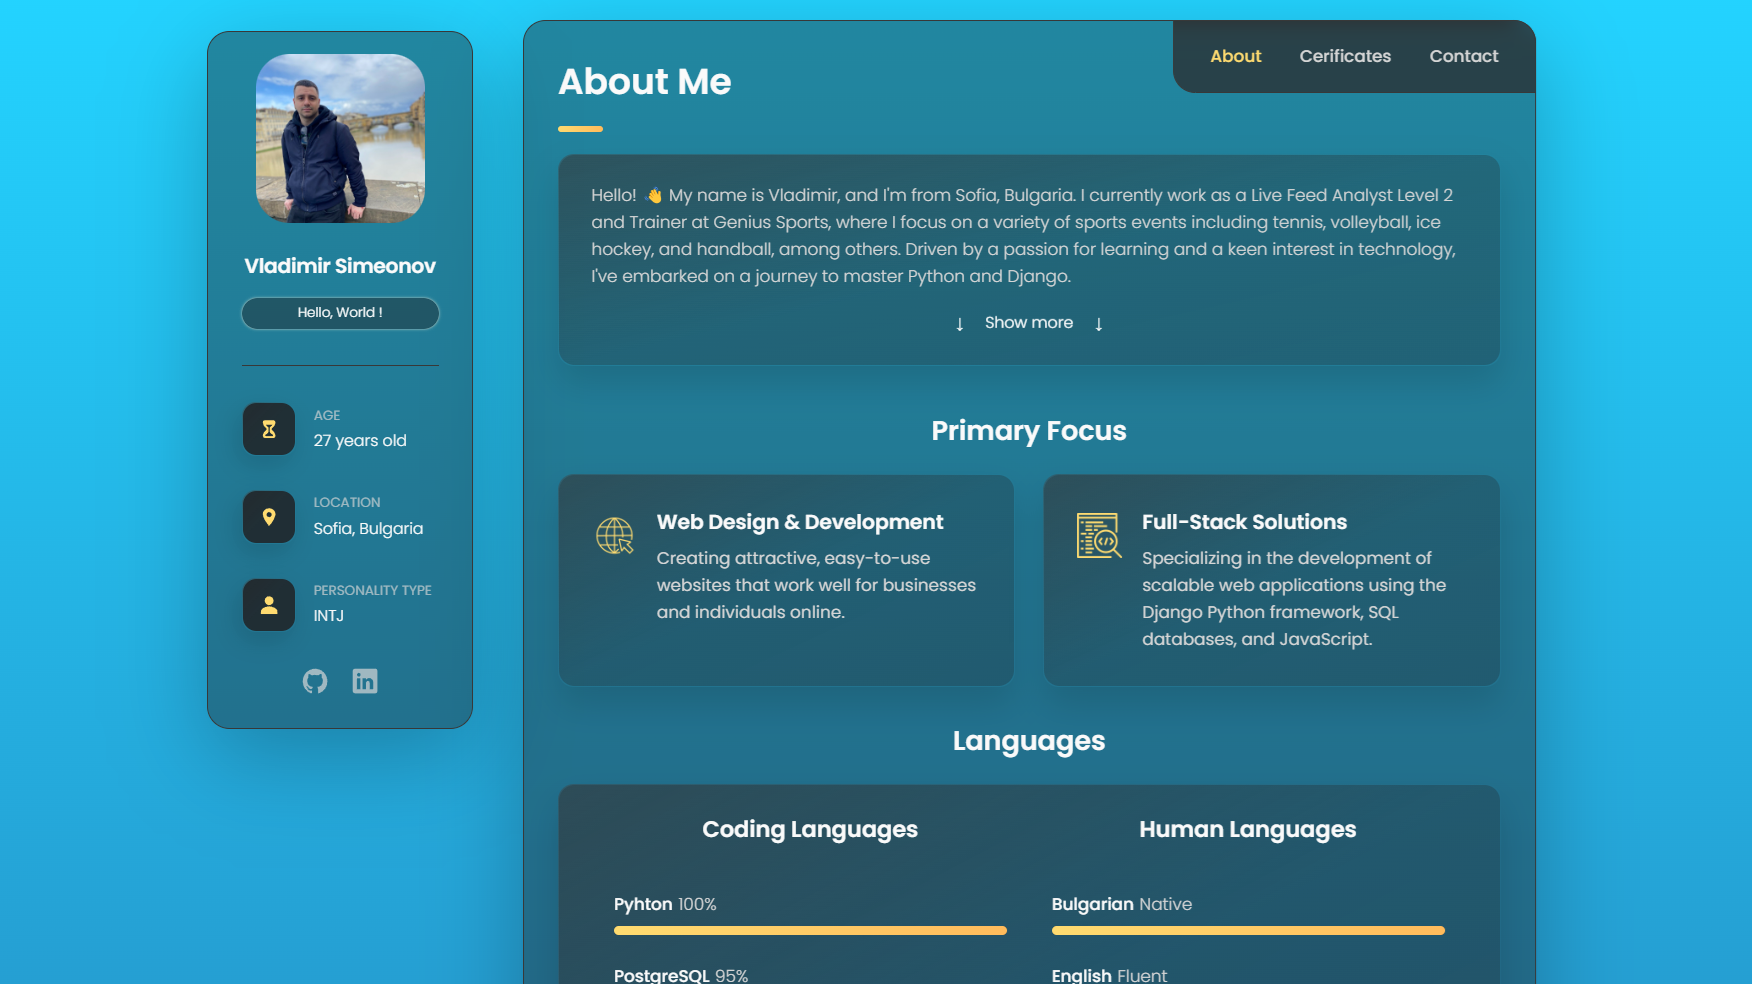 Vladimir Simeonov
Hello, World !
AGE
27 years old
LOCATION
Sofia, Bulgaria
PERSONALITY TYPE
INTJ
About
Cerificates
Contact
About Me
Hello! 👋 My name is Vladimir, and I'm from Sofia, Bulgaria. I currently work as a Live Feed Analyst Level 2
and Trainer at Genius Sports, where I focus on a variety of sports events including tennis, volleyball, ice
hockey, and handball, among others. Driven by a passion for learning and a keen interest in technology,
I've embarked on a journey to master Python and Django.
↓ Show more ↓
Primary Focus
Web Design & Development
Creating attractive, easy-to-use
websites that work well for businesses
and individuals online.
Full-Stack Solutions
Specializing in the development of
scalable web applications using the
Django Python framework, SQL
databases, and JavaScript.
Languages
Coding Languages
Pyhton 100%
PostgreSQL 95%
Human Languages
Bulgarian Native
English Fluent